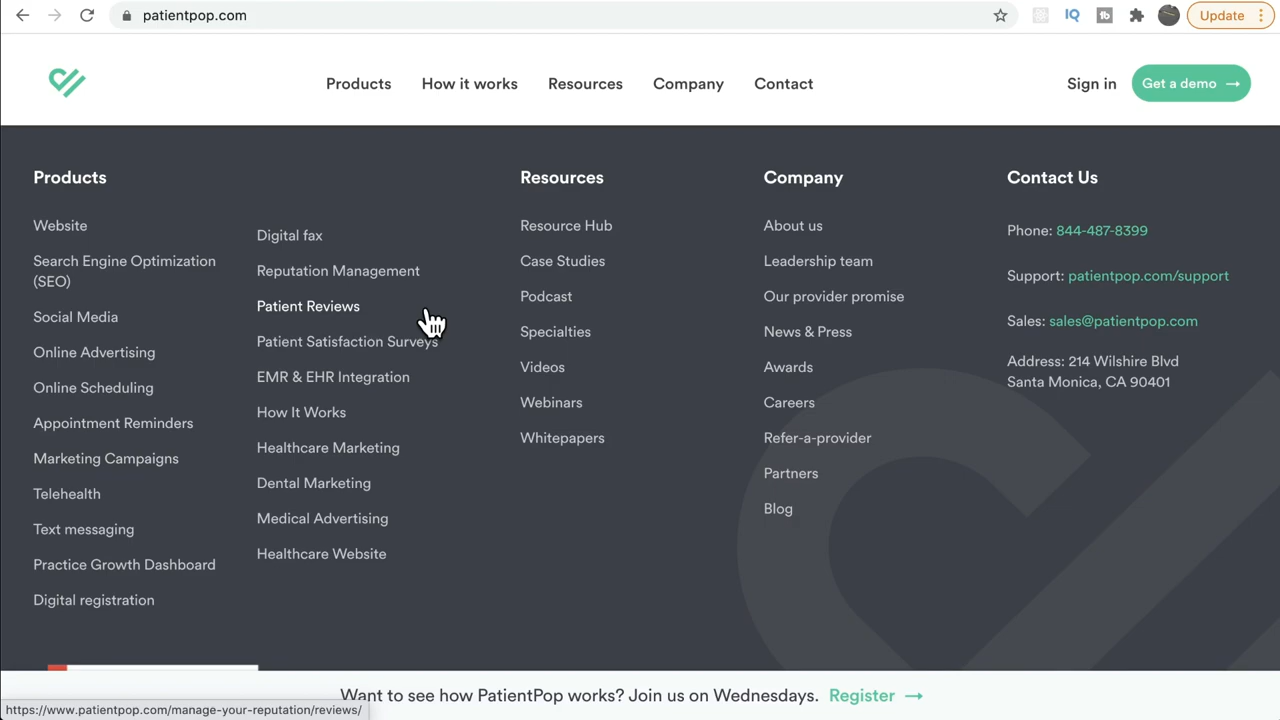 patientpop.com
IQ
tb
Update
Products
How it works
Resources
Company
Contact
Sign in
Get a demo →
Products
Website
Search Engine Optimization
(SEO)
Social Media
Online Advertising
Online Scheduling
Appointment Reminders
Marketing Campaigns
Telehealth
Text messaging
Practice Growth Dashboard
Digital registration
Digital fax
Reputation Management
Patient Reviews
Patient Satisfaction Surveys
EMR & EHR Integration
How It Works
Healthcare Marketing
Dental Marketing
Medical Advertising
Healthcare Website
Resources
Resource Hub
Case Studies
Podcast
Specialties
Videos
Webinars
Whitepapers
Company
About us
Leadership team
Our provider promise
News & Press
Awards
Careers
Refer-a-provider
Partners
Blog
Contact Us
Phone: 844-487-8399
Support: patientpop.com/support
Sales: sales@patientpop.com
Address: 214 Wilshire Blvd
Santa Monica, CA 90401
Want to see how PatientPop works? Join us on Wednesdays. Register →
https://www.patientpop.com/manage-your-reputation/reviews/